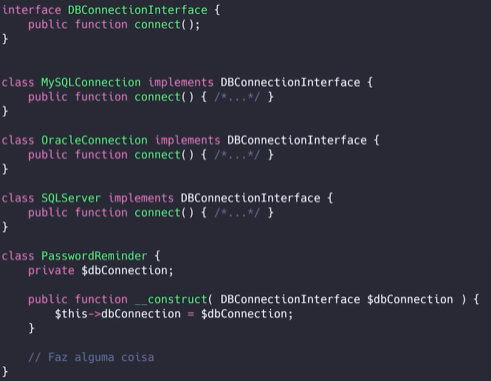 interface DBConnectionInterface {
    public function connect();
}

class MySQLConnection implements DBConnectionInterface {
    public function connect() { /*...*/ }
}

class OracleConnection implements DBConnectionInterface {
    public function connect() { /*...*/ }
}

class SQLServer implements DBConnectionInterface {
    public function connect() { /*...*/ }
}

class PasswordReminder {
    private $dbConnection;

    public function __construct( DBConnectionInterface $dbConnection ) {
        $this->dbConnection = $dbConnection;
    }

    // Faz alguma coisa
}